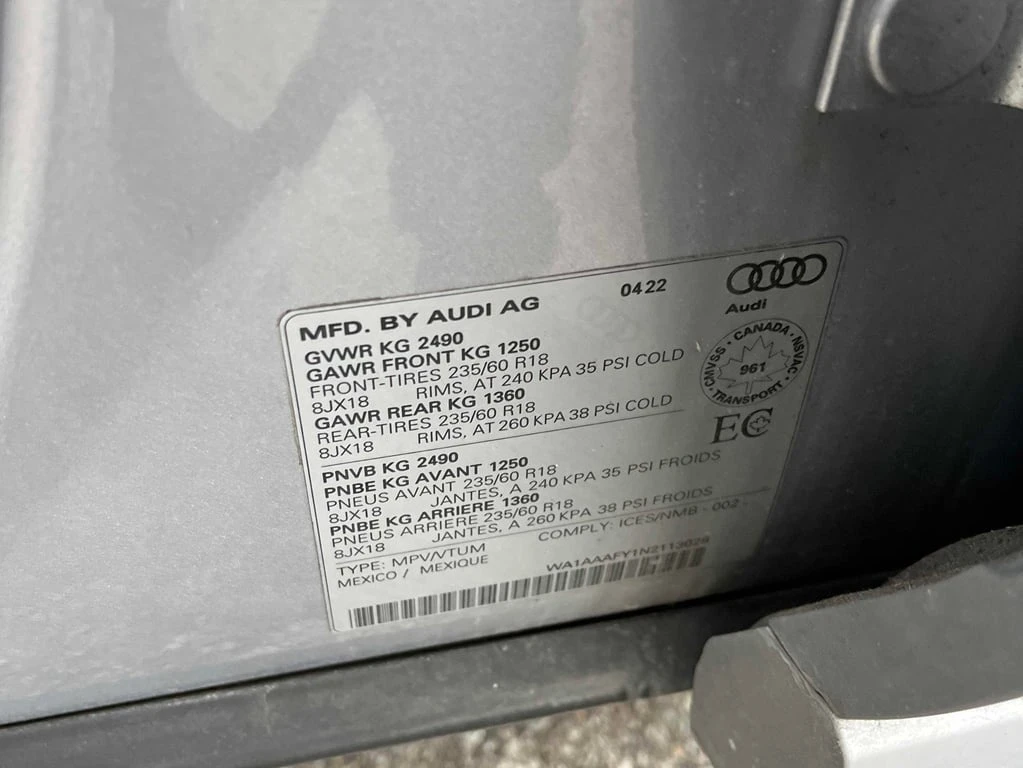 MFD. BY AUDI AG 0422
Audi
GVWR KG 2490
GAWR FRONT KG 1250
FRONT-TIRES 235/60 R18
8JX18 RIMS, AT 240 KPA 35 PSI COLD
GAWR REAR KG 1360
REAR-TIRES 235/60 R18
8JX18 RIMS, AT 260 KPA 38 PSI COLD
CMVSS · CANADA · NSVAC
961
TRANSPORT
EC
PNVB KG 2490
PNBE KG AVANT 1250
PNEUS AVANT 235/60 R18
8JX18 JANTES, A 240 KPA 35 PSI FROIDS
PNBE KG ARRIERE 1360
PNEUS ARRIERE 235/60 R18
8JX18 JANTES, A 260 KPA 38 PSI FROIDS
TYPE: MPV/VTUM COMPLY: ICES/NMB - 002 .
MEXICO / MEXIQUE WA1AAAFY1N2113029